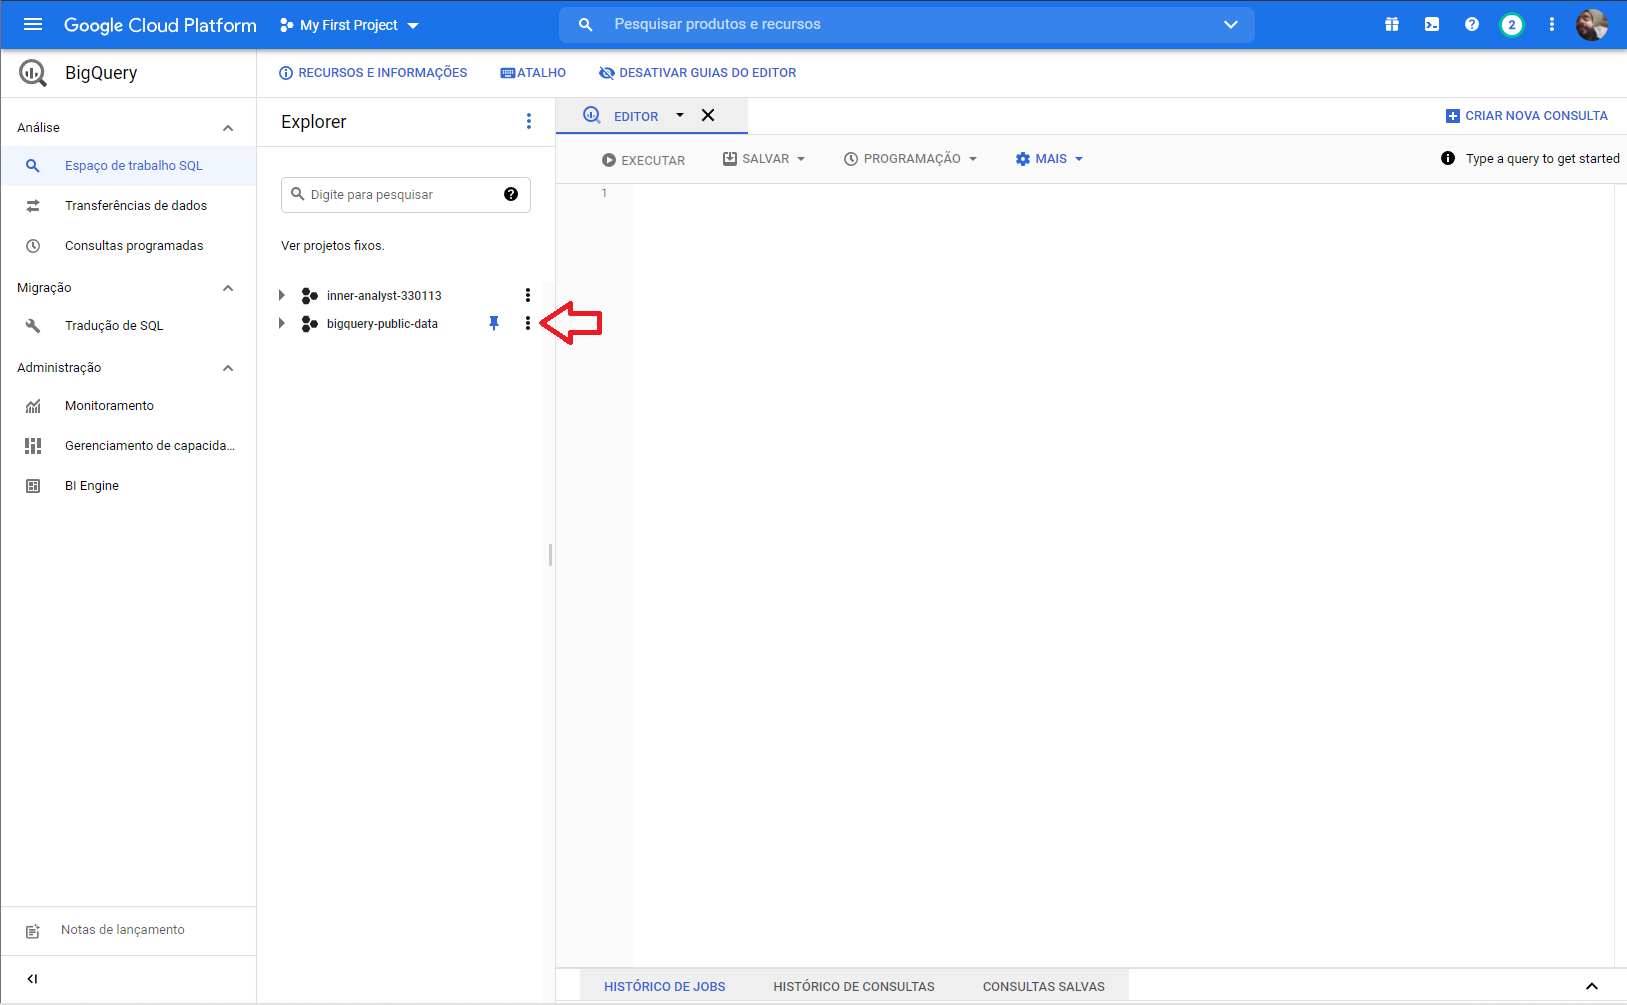 Google Cloud Platform
My First Project
Pesquisar produtos e recursos
2
BigQuery
RECURSOS E INFORMAÇÕES
ATALHO
DESATIVAR GUIAS DO EDITOR
Análise
Espaço de trabalho SQL
Transferências de dados
Consultas programadas
Migração
Tradução de SQL
Administração
Monitoramento
Gerenciamento de capacida...
BI Engine
Notas de lançamento
Explorer
Digite para pesquisar
Ver projetos fixos.
inner-analyst-330113
bigquery-public-data
EDITOR
CRIAR NOVA CONSULTA
EXECUTAR
SALVAR
PROGRAMAÇÃO
MAIS
Type a query to get started
1
HISTÓRICO DE JOBS
HISTÓRICO DE CONSULTAS
CONSULTAS SALVAS